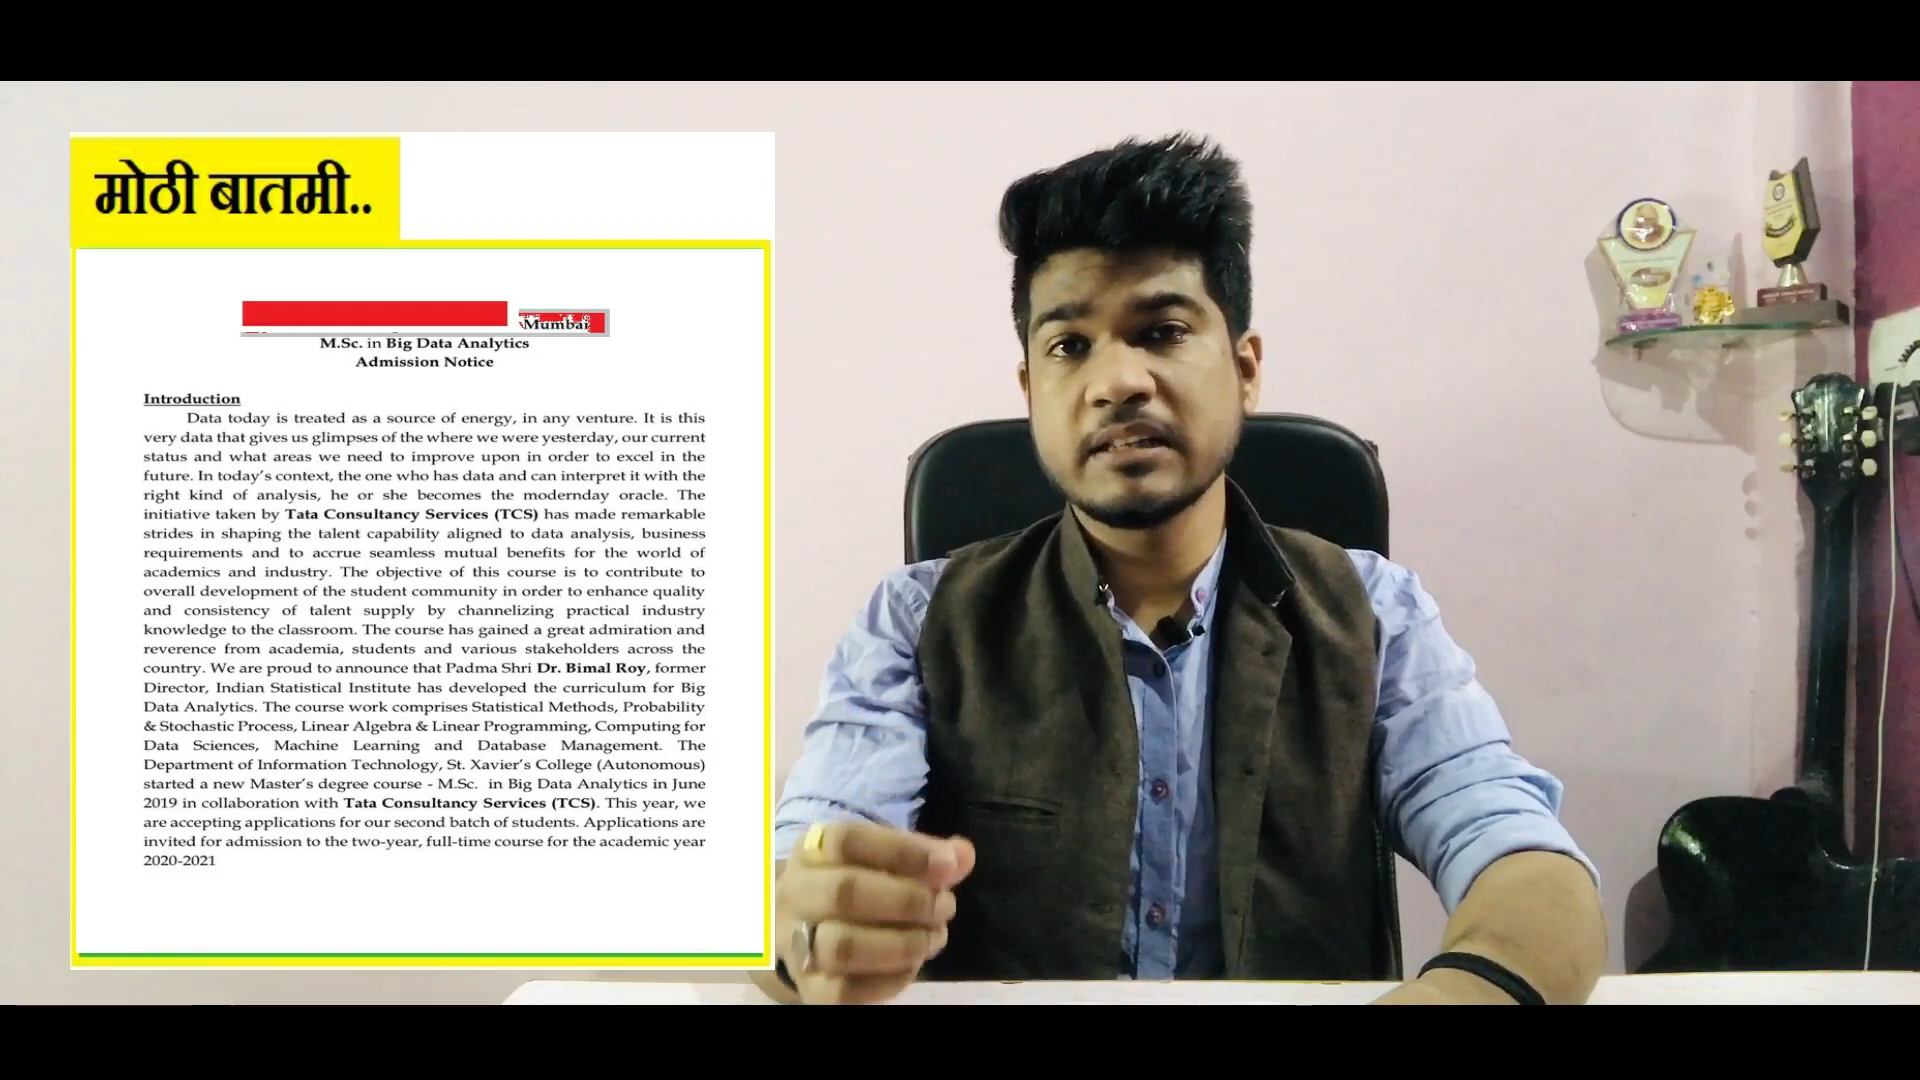 मोठी बातमी..
Mumbai
M.Sc. in Big Data Analytics
Admission Notice
Introduction
Data today is treated as a source of energy, in any venture. It is this
very data that gives us glimpses of the where we were yesterday, our current
status and what areas we need to improve upon in order to excel in the
future. In today's context, the one who has data and can interpret it with the
right kind of analysis, he or she becomes the modernday oracle. The
initiative taken by Tata Consultancy Services (TCS) has made remarkable
strides in shaping the talent capability aligned to data analysis, business
requirements and to accrue seamless mutual benefits for the world of
academics and industry. The objective of this course is to contribute to
overall development of the student community in order to enhance quality
and consistency of talent supply by channelizing practical industry
knowledge to the classroom. The course has gained a great admiration and
reverence from academia, students and various stakeholders across the
country. We are proud to announce that Padma Shri Dr. Bimal Roy, former
Director, Indian Statistical Institute has developed the curriculum for Big
Data Analytics. The course work comprises Statistical Methods, Probability
& Stochastic Process, Linear Algebra & Linear Programming, Computing for
Data Sciences, Machine Learning and Database Management. The
Department of Information Technology, St. Xavier's College (Autonomous)
started a new Master's degree course - M.Sc. in Big Data Analytics in June
2019 in collaboration with Tata Consultancy Services (TCS). This year, we
are accepting applications for our second batch of students. Applications are
invited for admission to the two-year, full-time course for the academic year
2020-2021